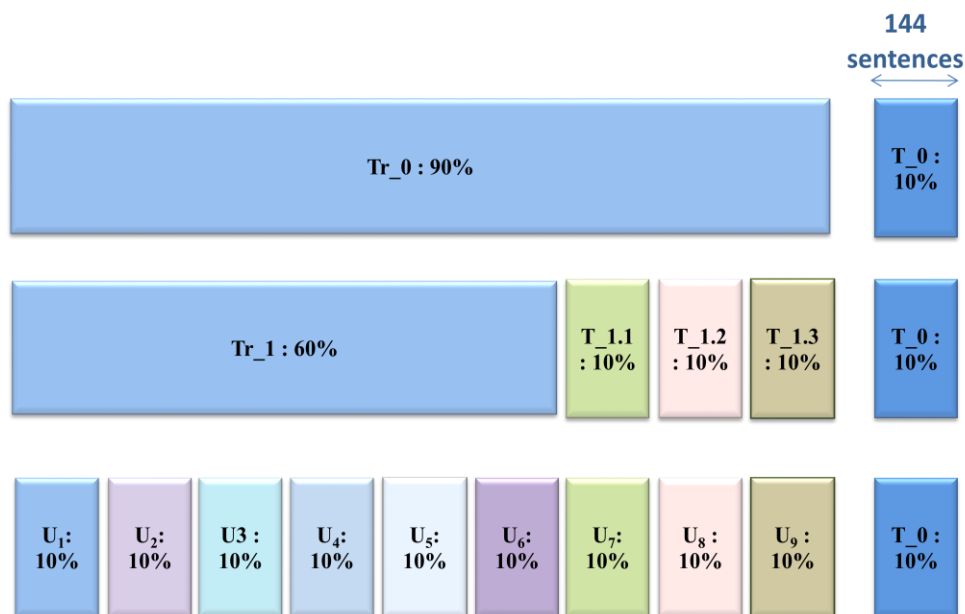 144
sentences
Tr_0 : 90%
T_0 :
10%
Tr_1 : 60%
T_1.1
: 10%
T_1.2
: 10%
T_1.3
: 10%
T_0 :
10%
U₁:
10%
U₂:
10%
U3 :
10%
U₄:
10%
U₅:
10%
U₆:
10%
U₇:
10%
U₈ :
10%
U₉ :
10%
T_0 :
10%